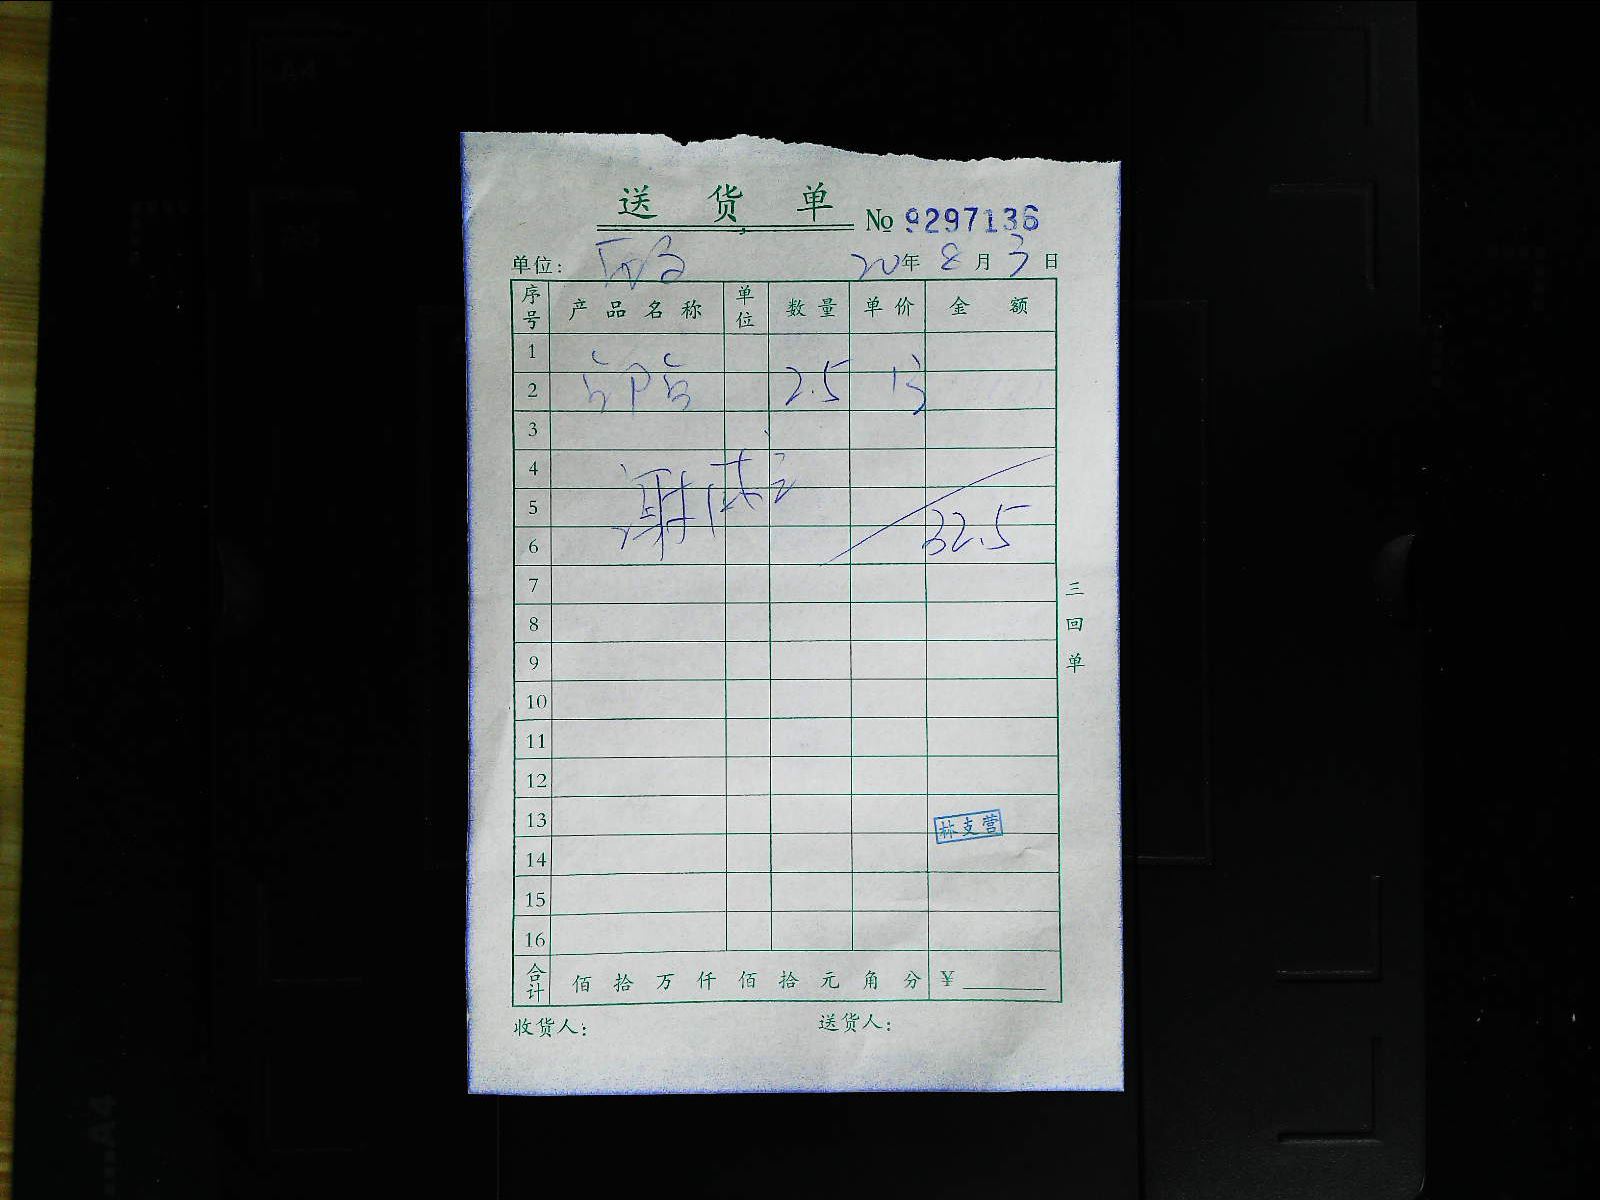 送 货 单
№ 9297136
单位: 20年 8月 3日
序号 产品名称 单位 数量 单价 金额
1
2 2.5 13
3
4
5
6 32.5
7
8
9
10
11
12
13 林支营
14
15
16
合计 佰 拾 万 仟 佰 拾 元 角 分 ¥
收货人: 送货人:
三回单